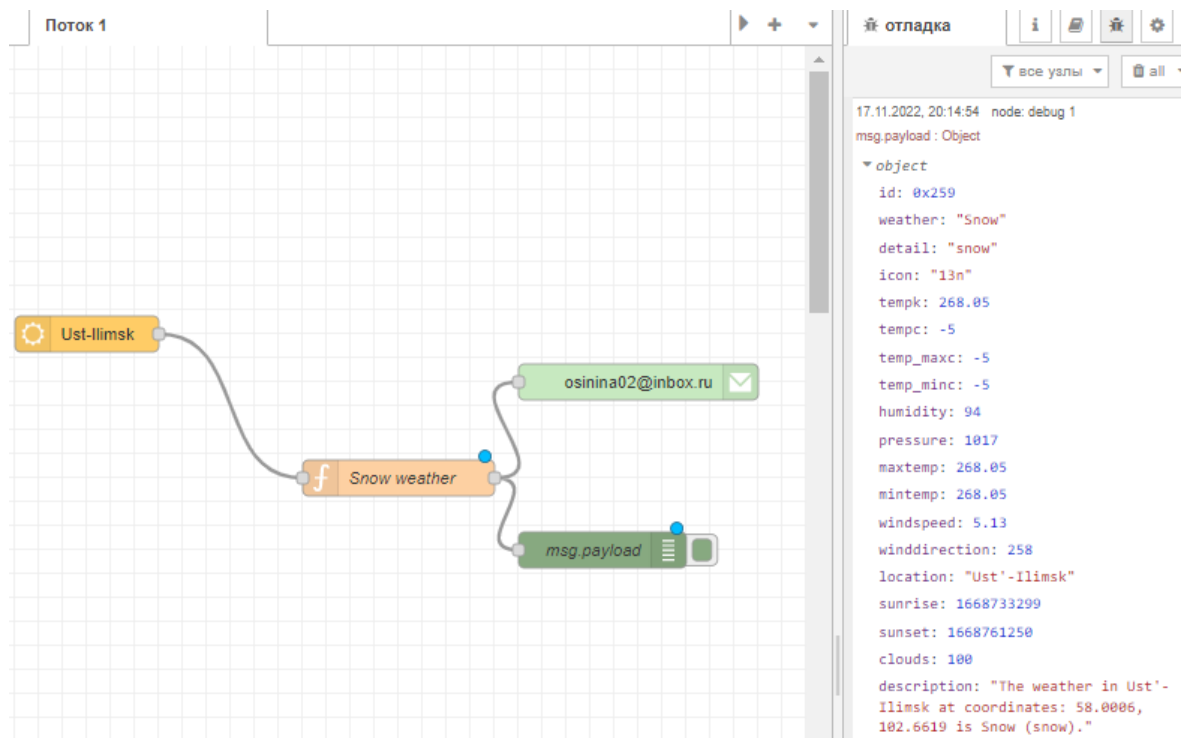 Поток 1
отладка
все узлы
all
17.11.2022, 20:14:54 node: debug 1
msg.payload : Object
object
id: 0x259
weather: "Snow"
detail: "snow"
icon: "13n"
tempk: 268.05
tempc: -5
temp_maxc: -5
temp_minc: -5
humidity: 94
pressure: 1017
maxtemp: 268.05
mintemp: 268.05
windspeed: 5.13
winddirection: 258
location: "Ust'-Ilimsk"
sunrise: 1668733299
sunset: 1668761250
clouds: 100
description: "The weather in Ust'-
Ilimsk at coordinates: 58.0006,
102.6619 is Snow (snow)."
Ust-Ilimsk
osinina02@inbox.ru
Snow weather
msg.payload